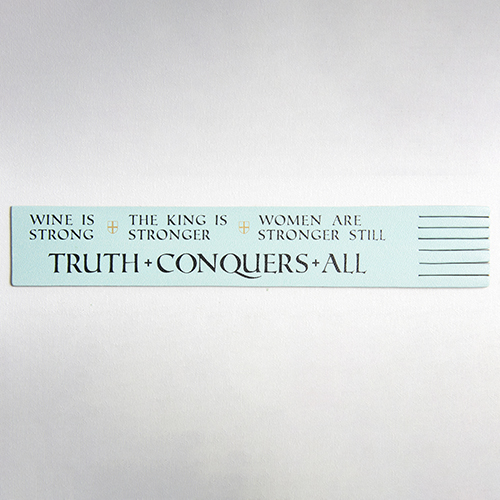 WINE IS THE KING IS WOMEN ARE
STRONG STRONGER STRONGER STILL
TRUTH + CONQUERS + ALL